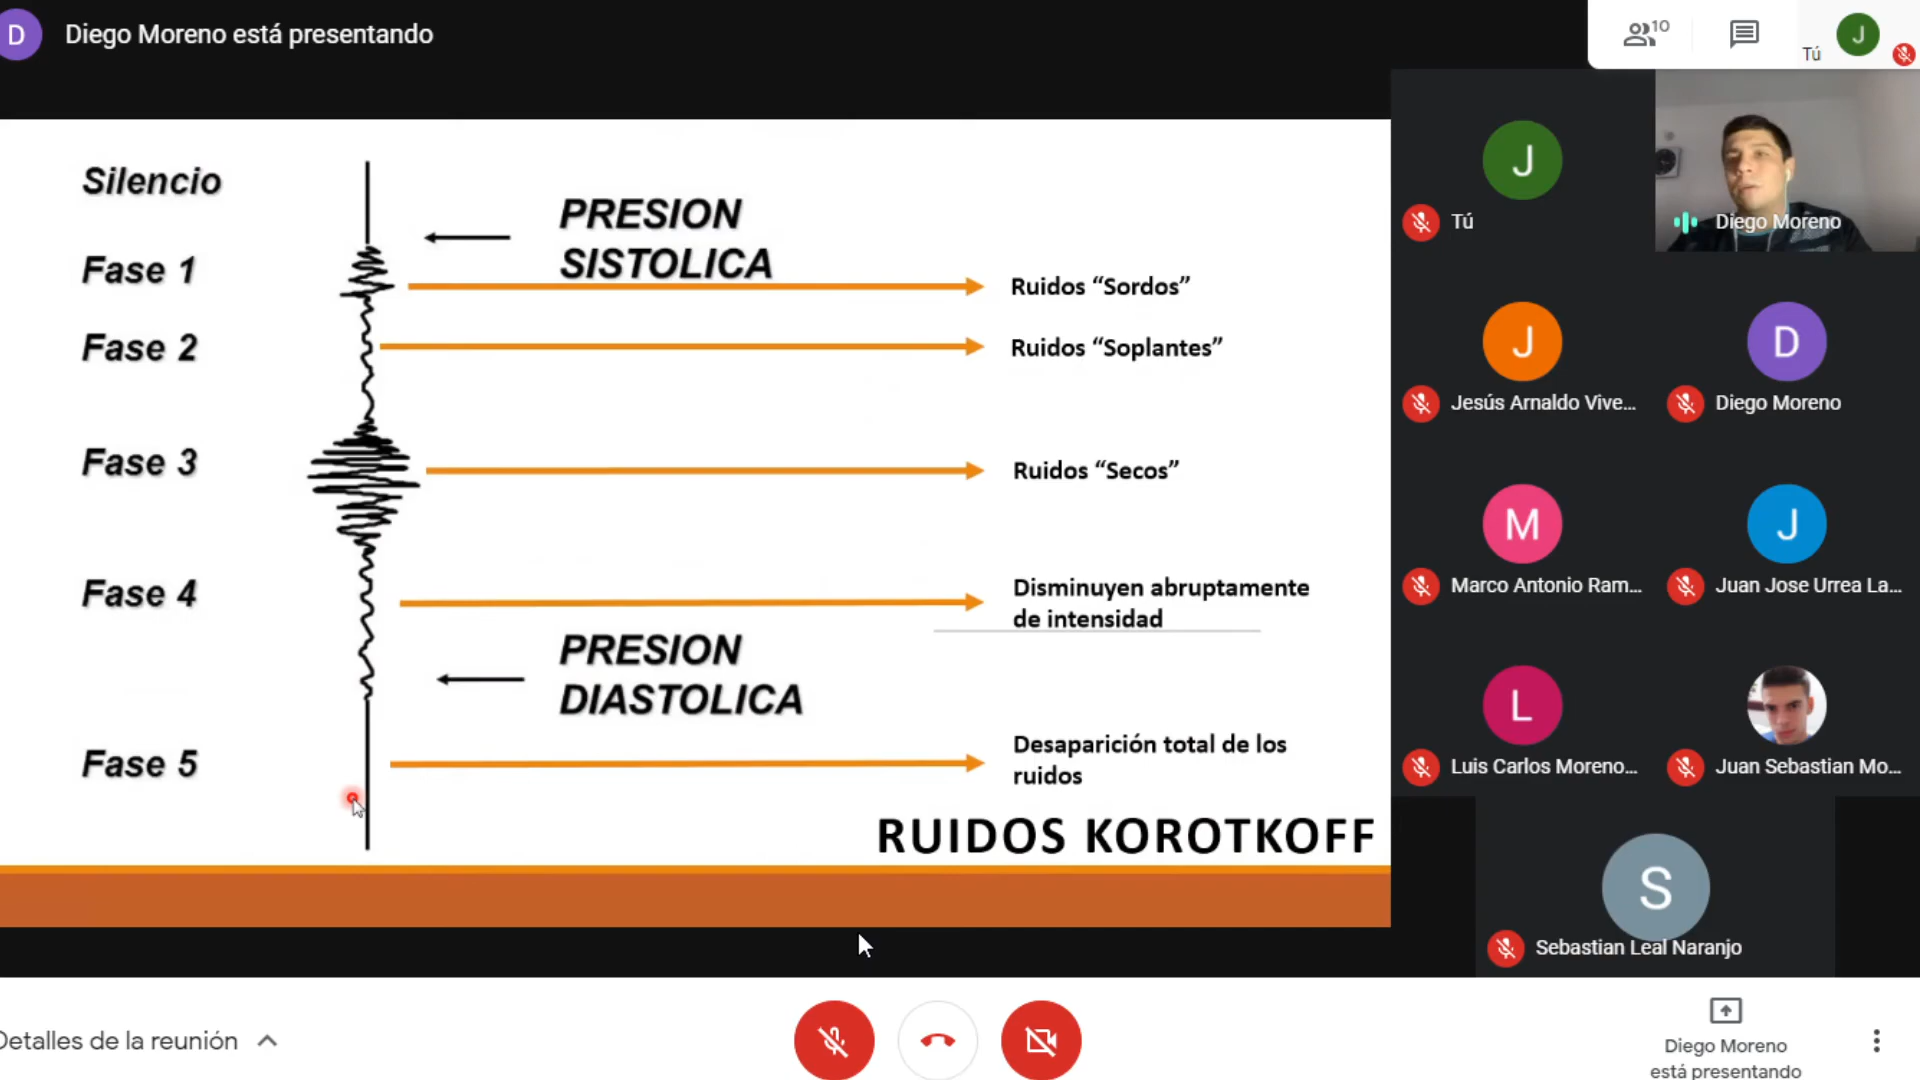 D
Diego Moreno está presentando
10
Tú
J
Silencio
PRESION
SISTOLICA
Fase 1
Ruidos “Sordos”
Fase 2
Ruidos “Soplantes”
Fase 3
Ruidos “Secos”
Fase 4
Disminuyen abruptamente
de intensidad
PRESION
DIASTOLICA
Fase 5
Desaparición total de los
ruidos
RUIDOS KOROTKOFF
J
Tú
Diego Moreno
J
Jesús Arnaldo Vive...
D
Diego Moreno
M
Marco Antonio Ram...
J
Juan Jose Urrea La...
L
Luis Carlos Moreno...
Juan Sebastian Mo...
S
Sebastian Leal Naranjo
Detalles de la reunión
Diego Moreno
está presentando